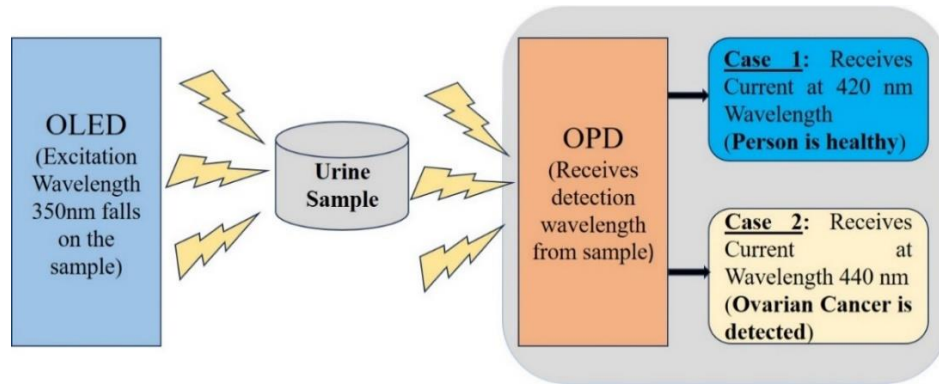 OLED
(Excitation
Wavelength
350nm falls
on the
sample)
Urine
Sample
OPD
(Receives
detection
wavelength
from sample)
Case 1: Receives
Current at 420 nm
Wavelength
(Person is healthy)
Case 2: Receives
Current at
Wavelength 440 nm
(Ovarian Cancer is
detected)